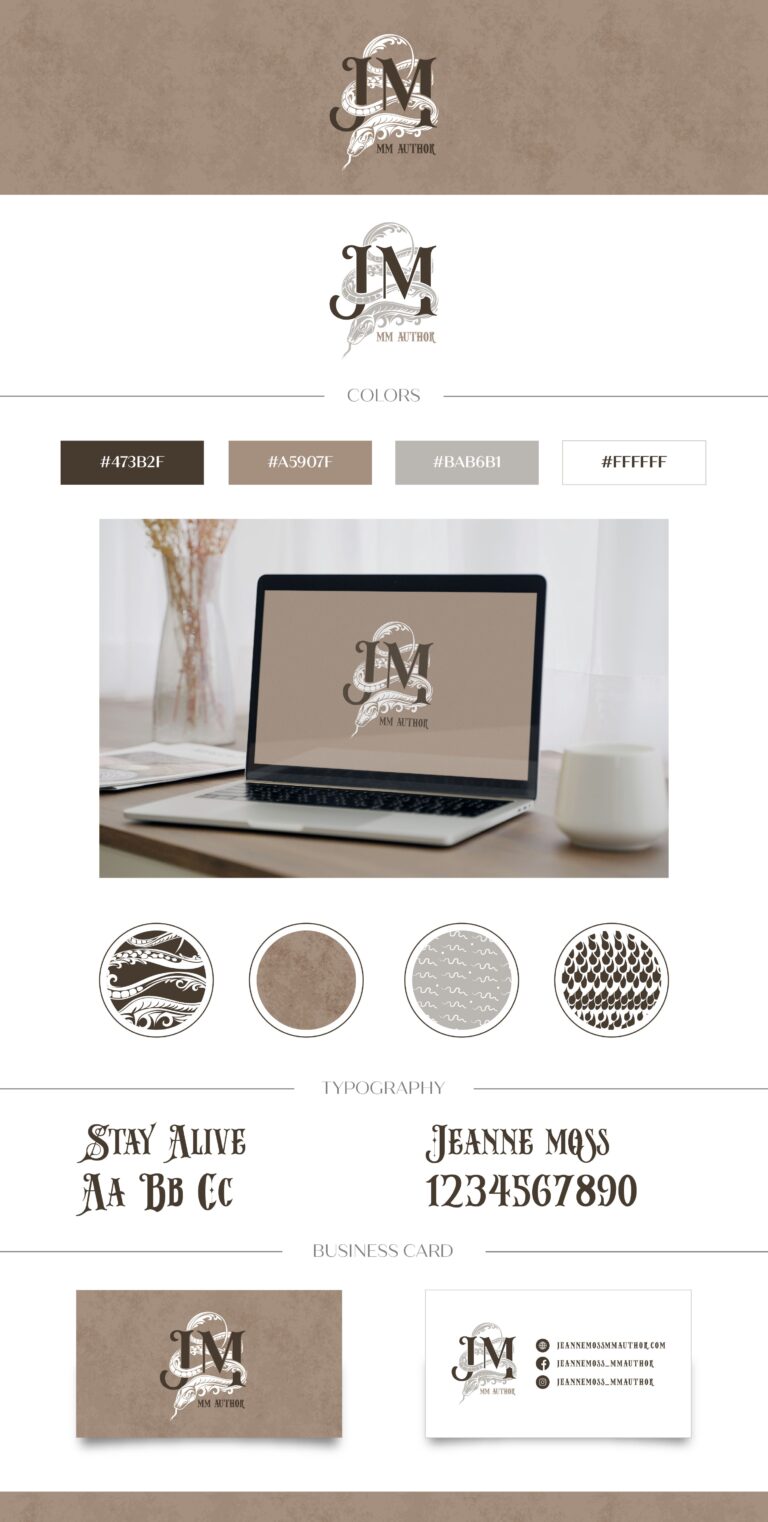 JM
MM AUTHOR
JM
MM AUTHOR
COLORS
#473B2F
#A5907F
#BAB6B1
#FFFFFF
JM
MM AUTHOR
TYPOGRAPHY
STAY ALIVE
Aa Bb Cc
JEANNE MOSS
1234567890
BUSINESS CARD
JM
MM AUTHOR
JM
MM AUTHOR
JEANNEMOSSMMAUTHOR.COM
JEANNEMOSS_MMAUTHOR
JEANNEMOSS_MMAUTHOR